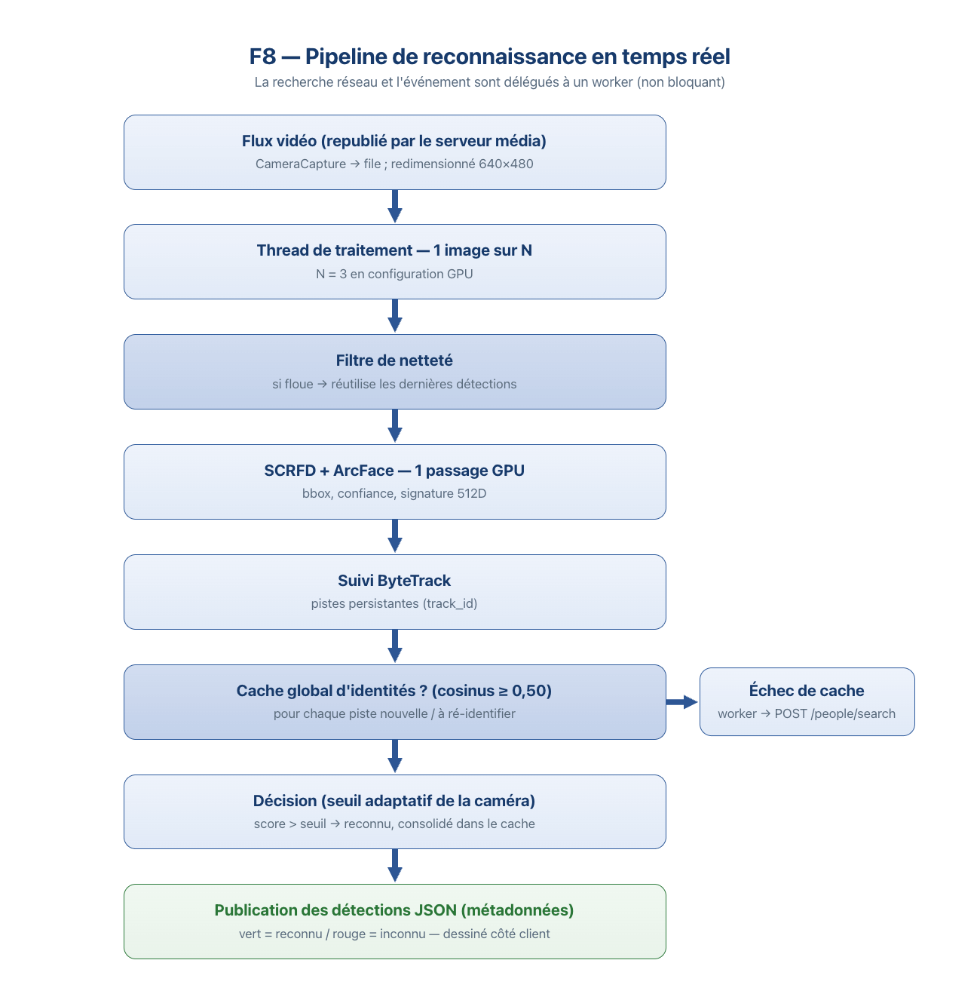 F8 — Pipeline de reconnaissance en temps réel
La recherche réseau et l'événement sont délégués à un worker (non bloquant)
Flux vidéo (republié par le serveur média)
CameraCapture → file ; redimensionné 640×480
Thread de traitement — 1 image sur N
N = 3 en configuration GPU
Filtre de netteté
si floue → réutilise les dernières détections
SCRFD + ArcFace — 1 passage GPU
bbox, confiance, signature 512D
Suivi ByteTrack
pistes persistantes (track_id)
Cache global d'identités ? (cosinus ≥ 0,50)
pour chaque piste nouvelle / à ré-identifier
Échec de cache
worker → POST /people/search
Décision (seuil adaptatif de la caméra)
score > seuil → reconnu, consolidé dans le cache
Publication des détections JSON (métadonnées)
vert = reconnu / rouge = inconnu — dessiné côté client